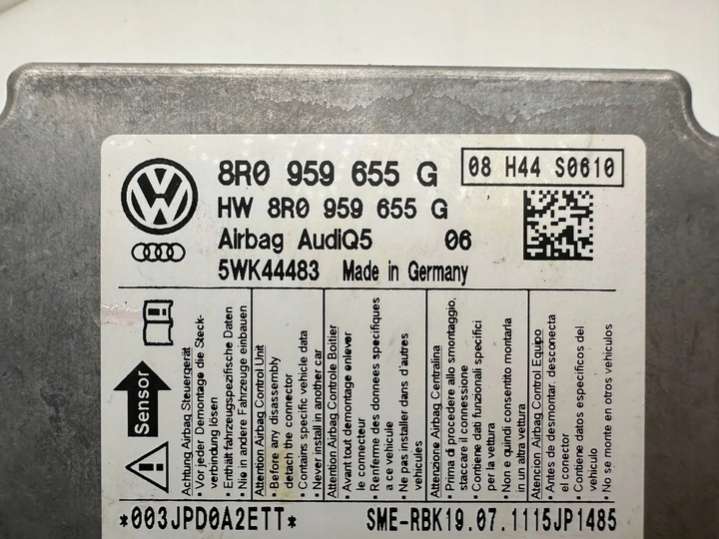 8R0 959 655 G
08 H44 S0610
HW 8R0 959 655 G
Airbag AudiQ5 06
5WK44483 Made in Germany
Sensor
Achtung Airbag Steuergerät
• Vor jeder Demontage die Steck-
verbindung lösen
• Enthält fahrzeugspezifische Daten
• Nie in andere Fahrzeuge einbauen
Attention Airbag Control Unit
• Before any disassembly
detach the connector
• Contains specific vehicle data
• Never install in another car
Attention Airbag Controle Boitier
• Avant tout demontage enlever
le connecteur
• Renferme des donnees specifiques
a ce vehicule
• Ne pas installer dans d'autres
vehicules
Attenzione Airbag Centralina
• Prima di procedere allo smontaggio,
staccare il connessione
• Contiene dati funzionali specifici
per la vettura
• Non e quindi consentito montarla
in un altra vettura
Atencion Airbag Control Equipo
• Antes de desmontar, desconecta
el conector
• Contiene datos especificos del
vehiculo
• No se monte en otros vehiculos
*003JPD0A2ETT*
SME-RBK19.07.1115JP1485